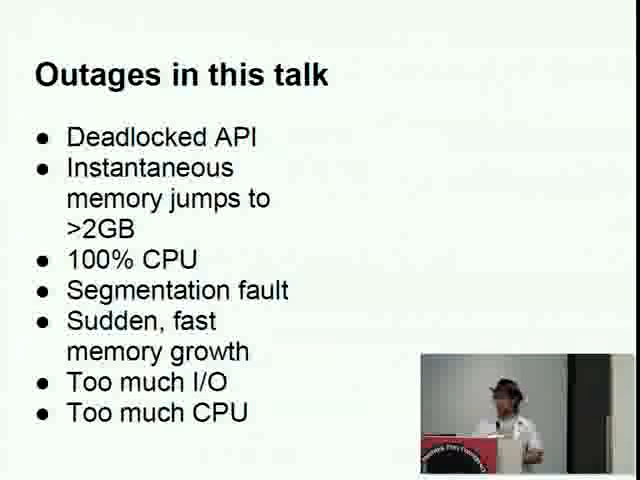 Outages in this talk
● Deadlocked API
● Instantaneous
memory jumps to
>2GB
● 100% CPU
● Segmentation fault
● Sudden, fast
memory growth
● Too much I/O
● Too much CPU